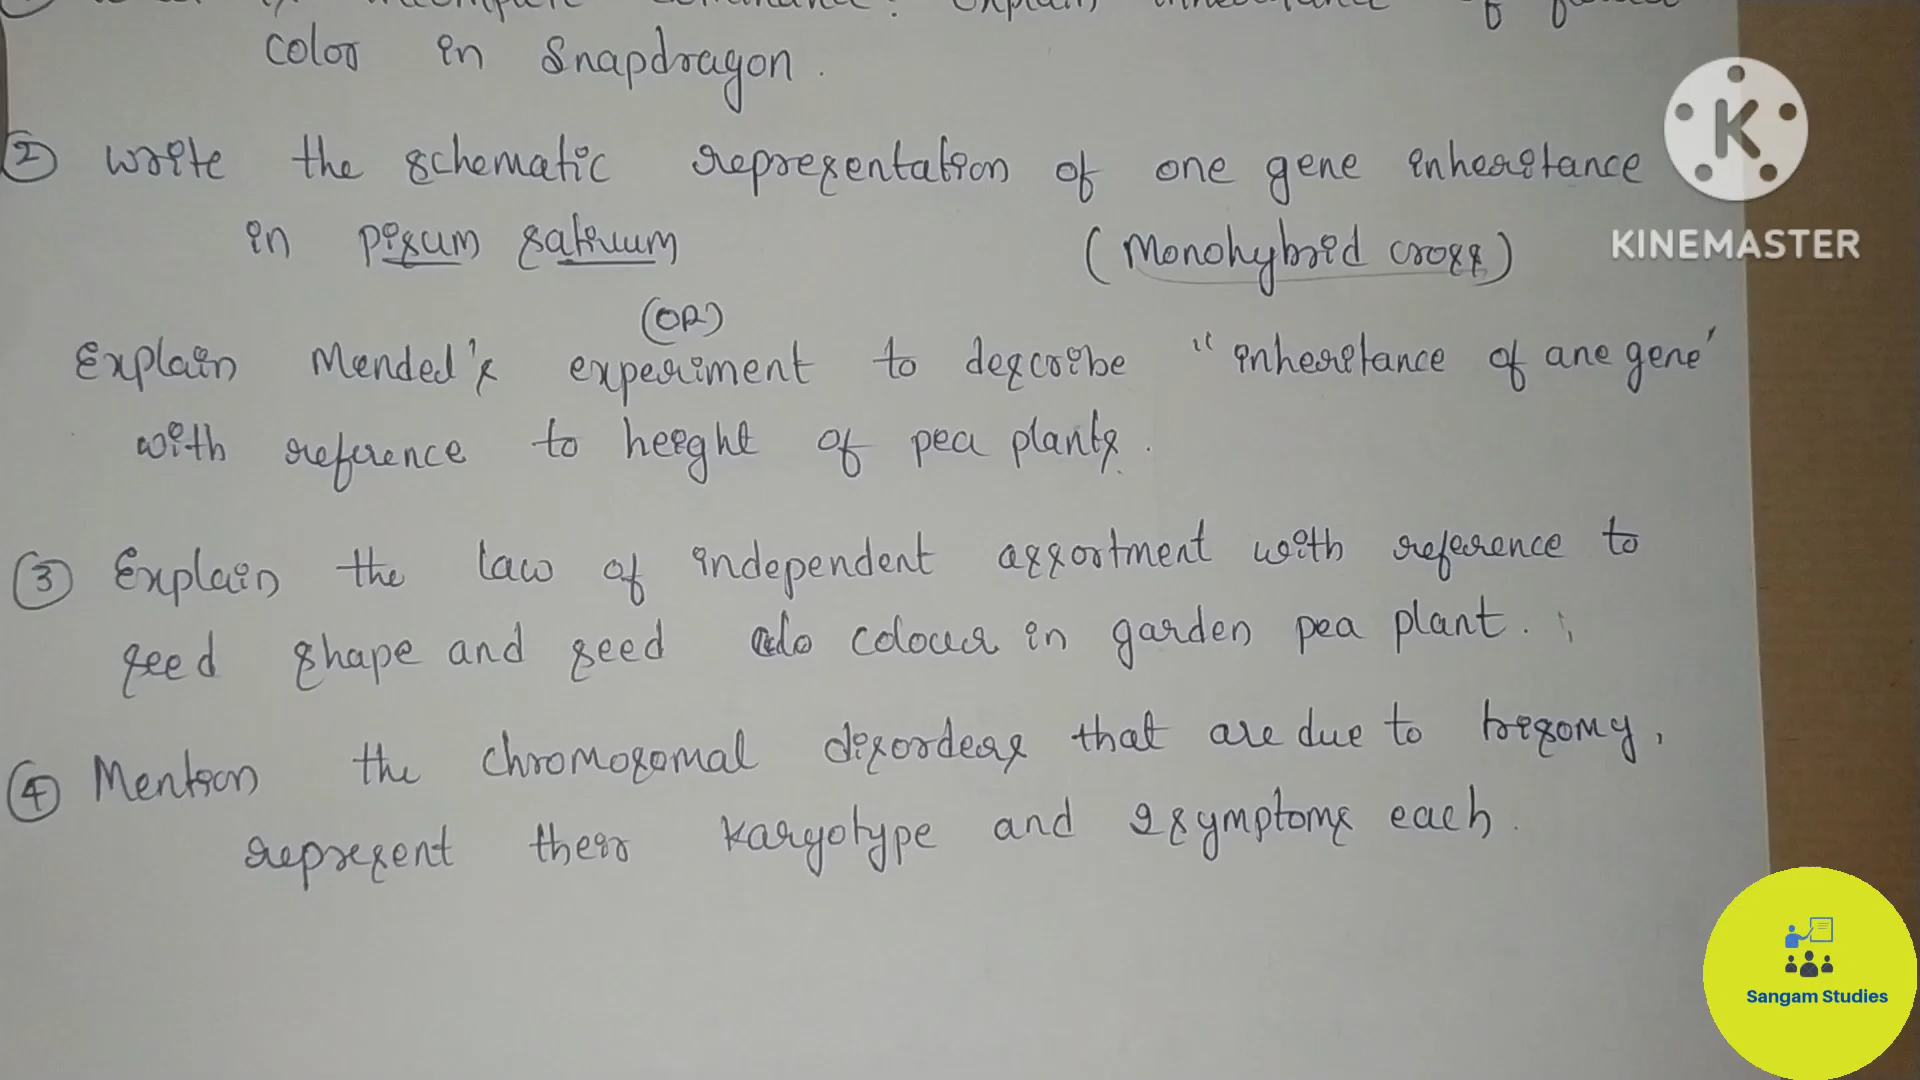 incomplete
color in Snapdragon.
② write the schematic representation of one gene inheritance
in pisum sativum (Monohybrid cross)
(OR)
Explain Mendel's experiment to describe "inheritance of one gene"
with reference to height of pea plants.
③ Explain the law of independent assortment with reference to
seed shape and seed colour in garden pea plant.
④ Mention the chromosomal disorders that are due to trisomy,
represent their karyotype and 2 symptoms each.
K
KINEMASTER
Sangam Studies